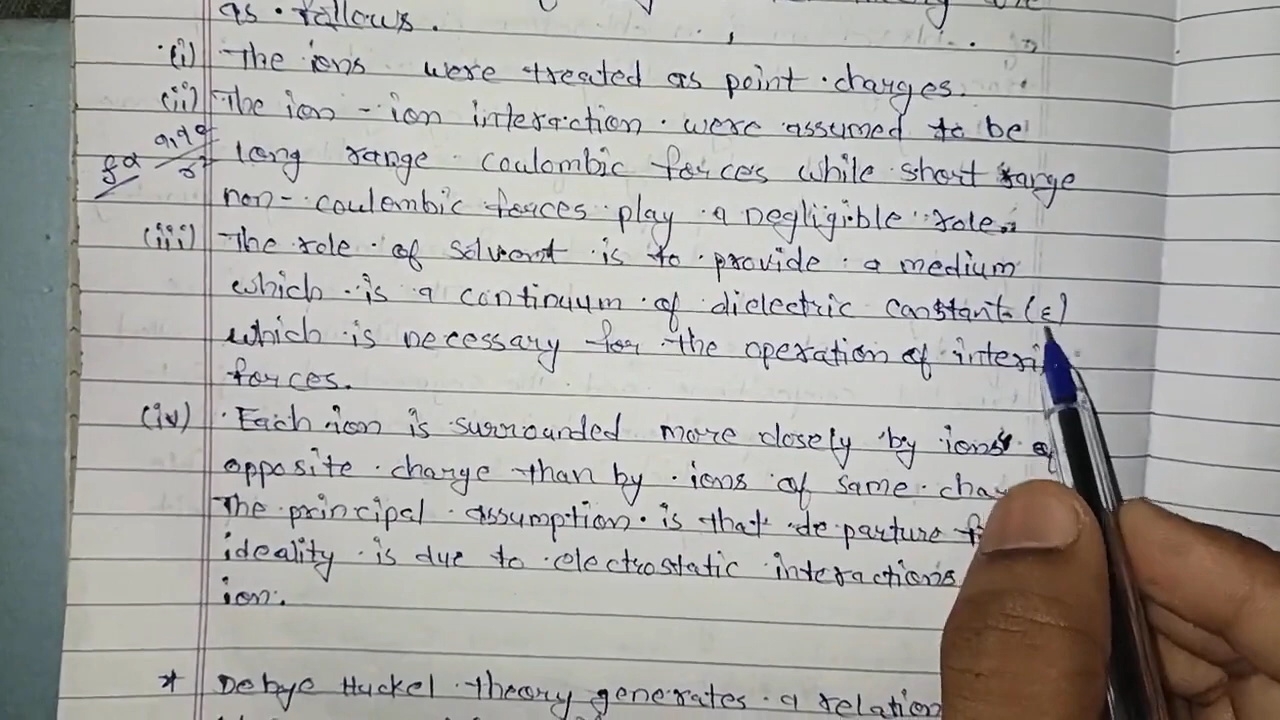 as follows.
(i) The ions were treated as point charges.
(ii) The ion - ion interaction were assumed to be
long range coulombic forces while short range
non-coulombic forces play a negligible role.
(iii) The role of solvent is to provide a medium
which is a continuum of dielectric constant (ε)
which is necessary for the operation of
forces.
(iv) Each ion is surrounded more closely by ions of
opposite charge than by ions of same
The principal assumption is that departure
ideality is due to electrostatic interactions
ion.
* Debye Huckel theory generates a relation